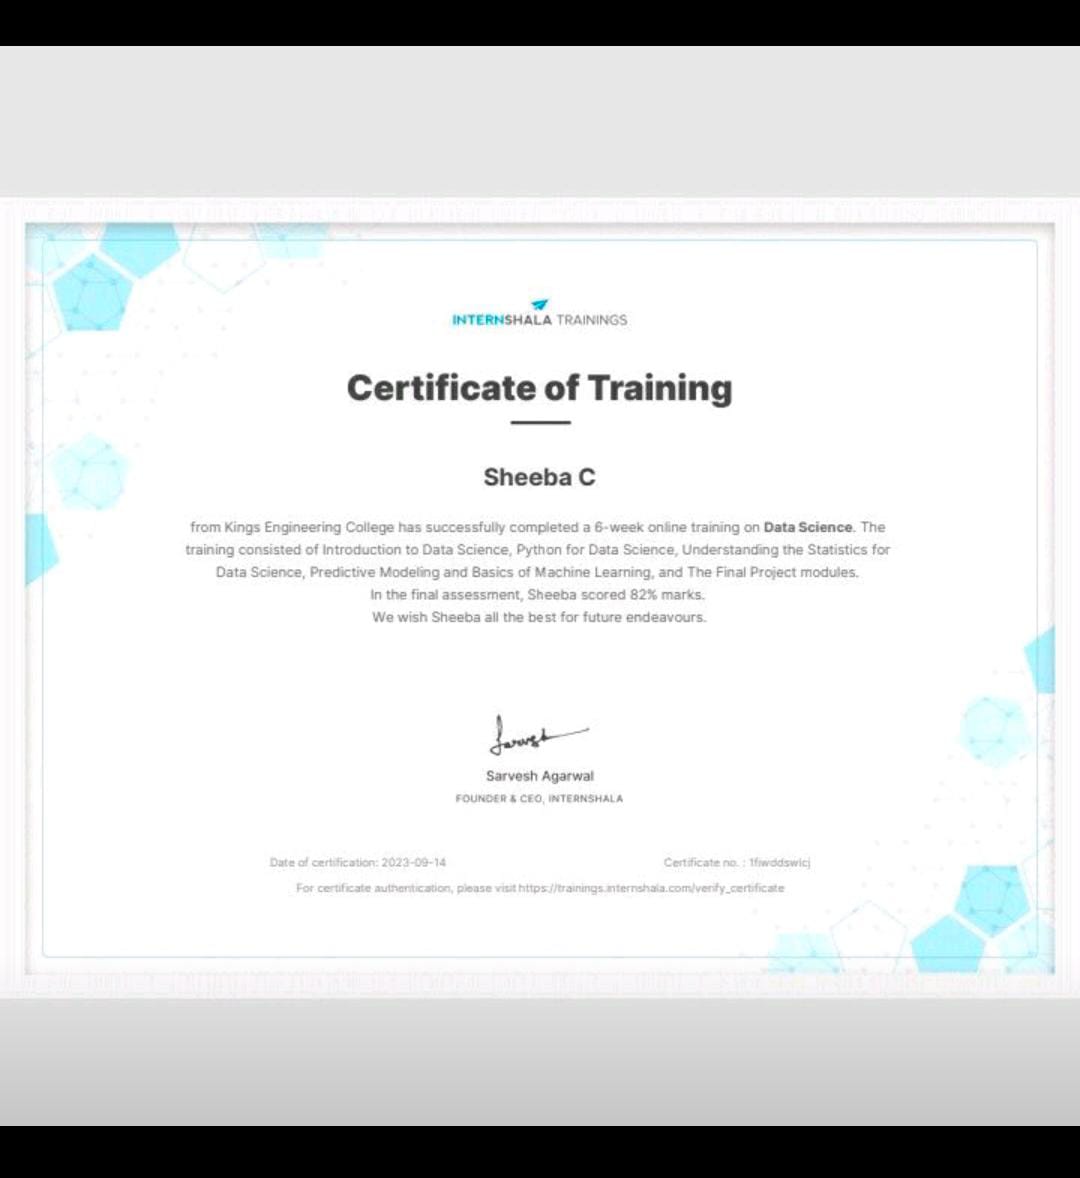 INTERNSHALA TRAININGS
Certificate of Training
Sheeba C
from Kings Engineering College has successfully completed a 6-week online training on Data Science. The
training consisted of Introduction to Data Science, Python for Data Science, Understanding the Statistics for
Data Science, Predictive Modeling and Basics of Machine Learning, and The Final Project modules.
In the final assessment, Sheeba scored 82% marks.
We wish Sheeba all the best for future endeavours.
Sarvesh
Sarvesh Agarwal
FOUNDER & CEO, INTERNSHALA
Date of certification: 2023-09-14
Certificate no. :
For certificate authentication, please visit https://trainings.internshala.com/verify_certificate